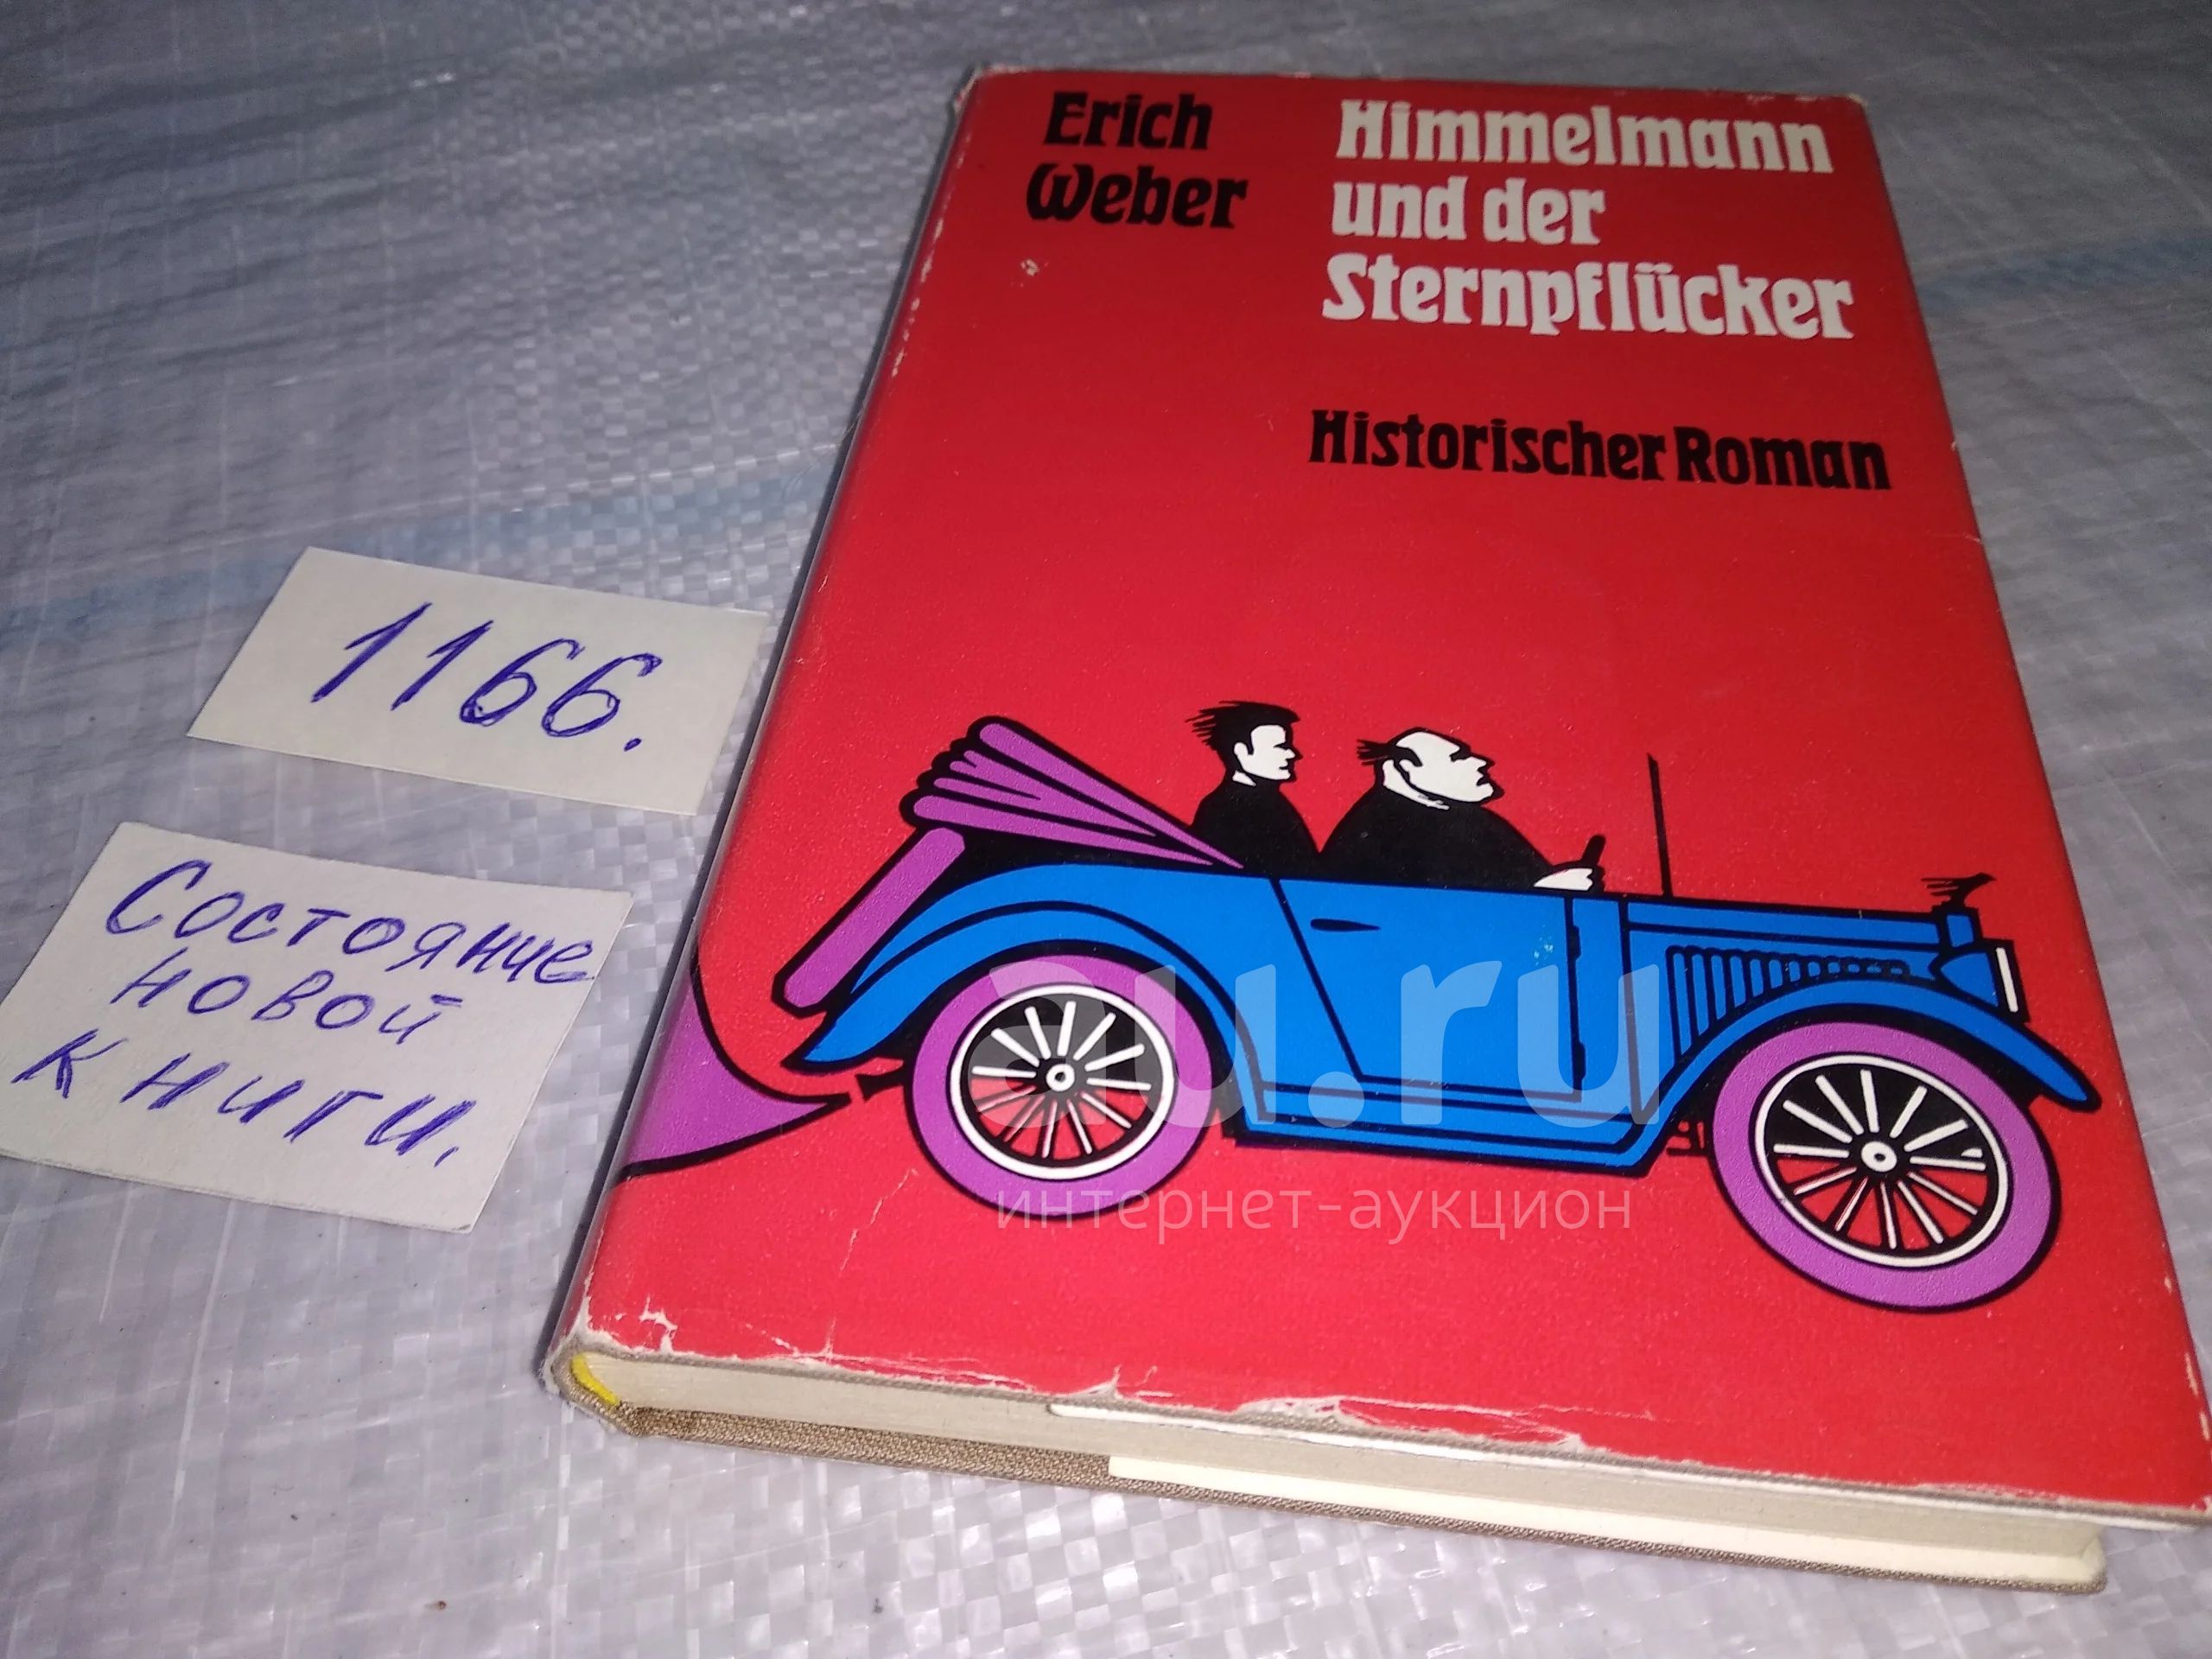 Erich
Weber
Himmelmann
und der
Sternpflücker
Historischer Roman
1166.
Состояние
новой
книги.
au.ru
интернет-аукцион